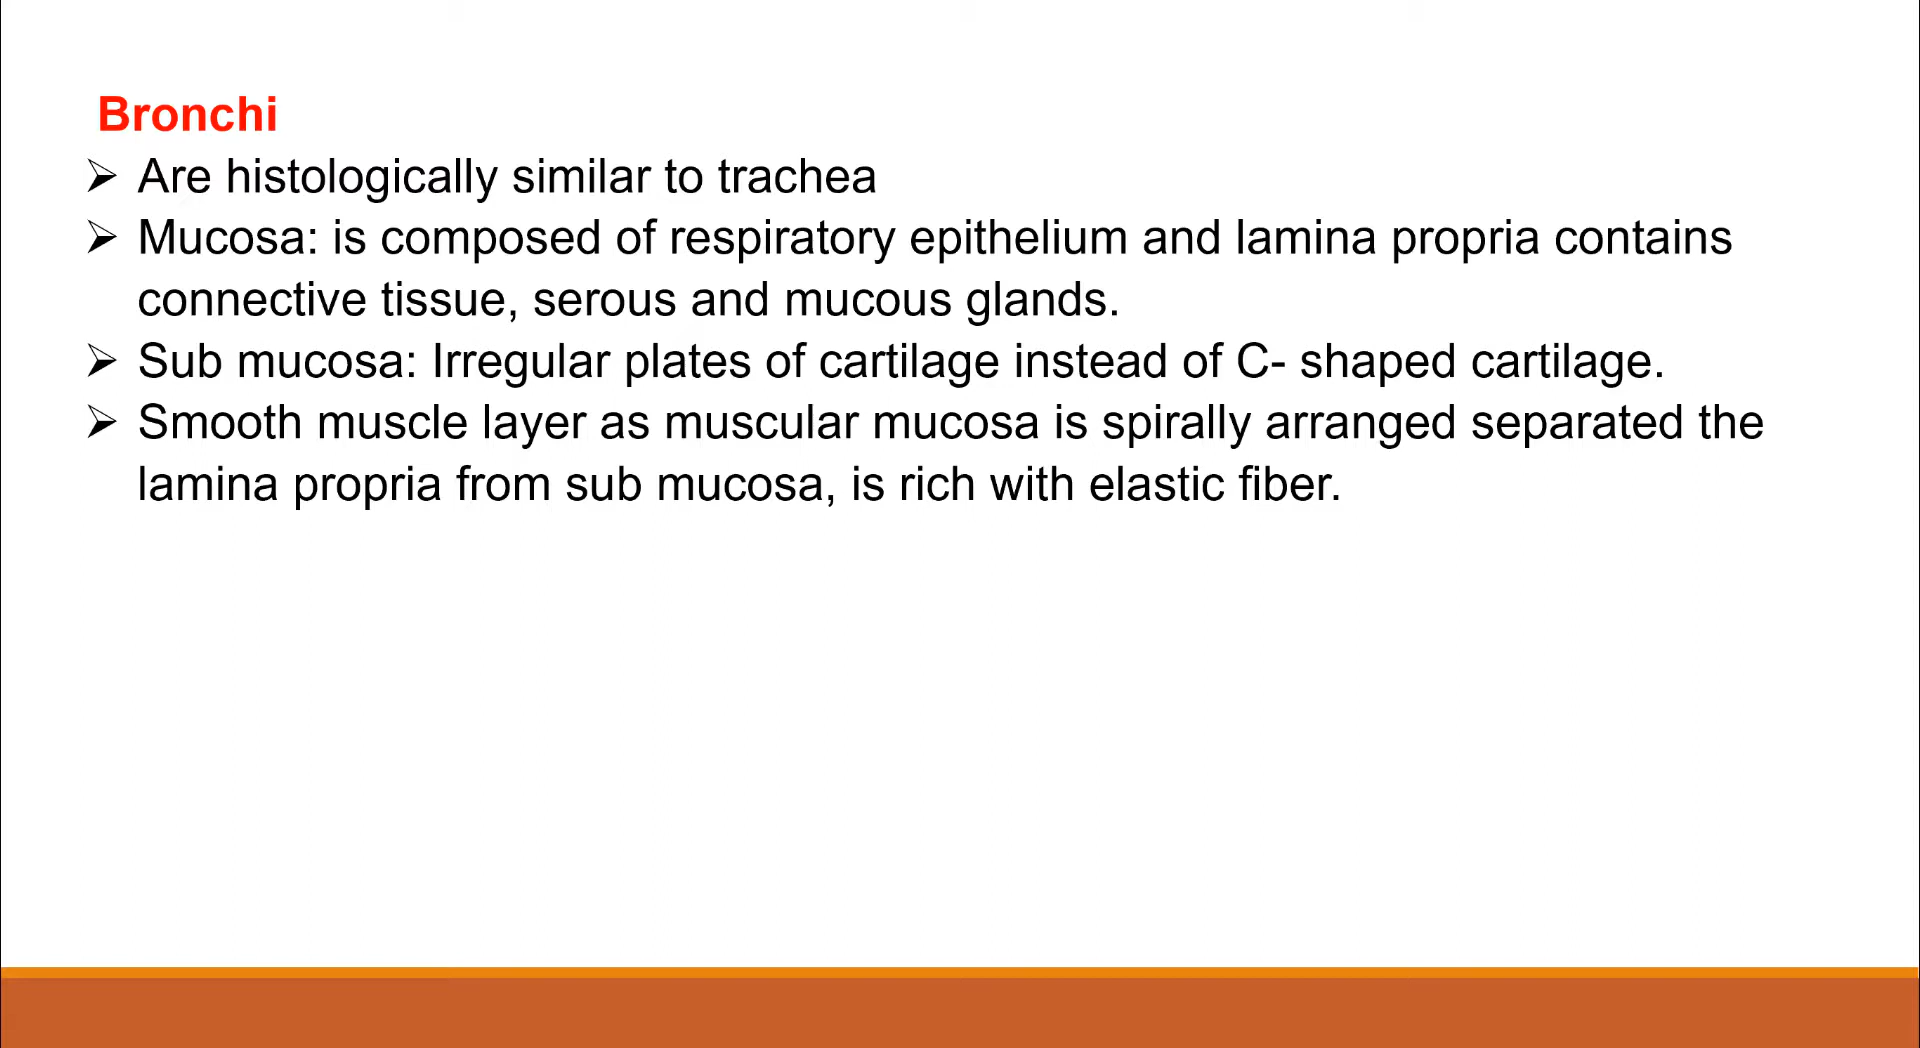 Bronchi
➢ Are histologically similar to trachea
➢ Mucosa: is composed of respiratory epithelium and lamina propria contains
connective tissue, serous and mucous glands.
➢ Sub mucosa: Irregular plates of cartilage instead of C- shaped cartilage.
➢ Smooth muscle layer as muscular mucosa is spirally arranged separated the
lamina propria from sub mucosa, is rich with elastic fiber.